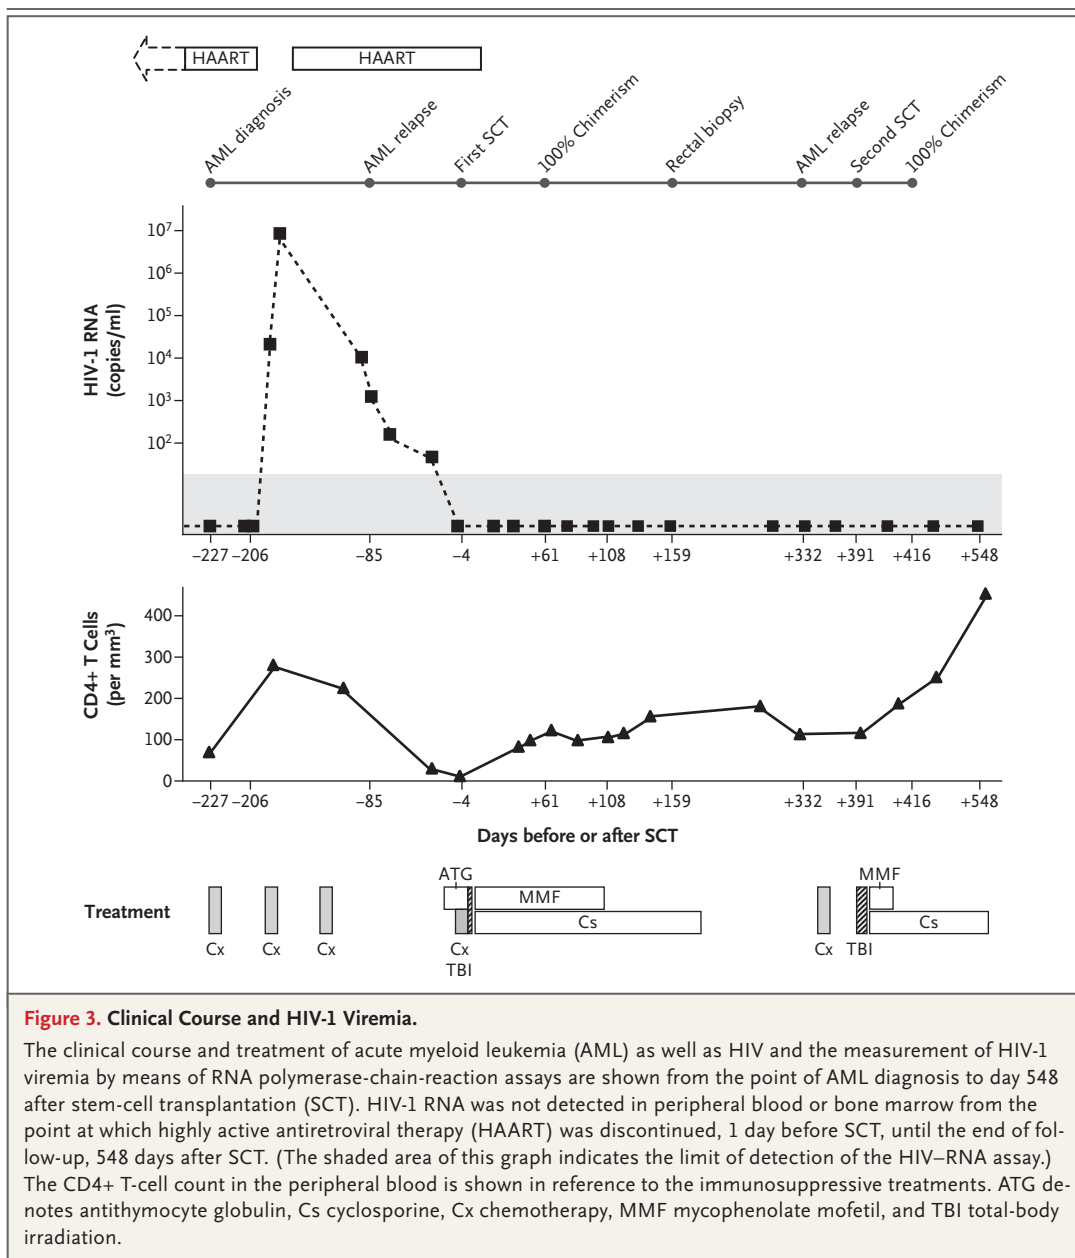 HAART
HAART
AML diagnosis
AML relapse
First SCT
100% Chimerism
Rectal biopsy
AML relapse
Second SCT
100% Chimerism
HIV-1 RNA
(copies/ml)
10⁷
10⁶
10⁵
10⁴
10³
10²
−227 −206 −85 −4 +61 +108 +159 +332 +391 +416 +548
CD4+ T Cells
(per mm³)
400
300
200
100
0
−227 −206 −85 −4 +61 +108 +159 +332 +391 +416 +548
Days before or after SCT
Treatment
ATG
MMF
MMF
Cs
Cs
Cx Cx Cx Cx Cx TBI
TBI
Figure 3. Clinical Course and HIV-1 Viremia.
The clinical course and treatment of acute myeloid leukemia (AML) as well as HIV and the measurement of HIV-1
viremia by means of RNA polymerase-chain-reaction assays are shown from the point of AML diagnosis to day 548
after stem-cell transplantation (SCT). HIV-1 RNA was not detected in peripheral blood or bone marrow from the
point at which highly active antiretroviral therapy (HAART) was discontinued, 1 day before SCT, until the end of fol-
low-up, 548 days after SCT. (The shaded area of this graph indicates the limit of detection of the HIV–RNA assay.)
The CD4+ T-cell count in the peripheral blood is shown in reference to the immunosuppressive treatments. ATG de-
notes antithymocyte globulin, Cs cyclosporine, Cx chemotherapy, MMF mycophenolate mofetil, and TBI total-body
irradiation.